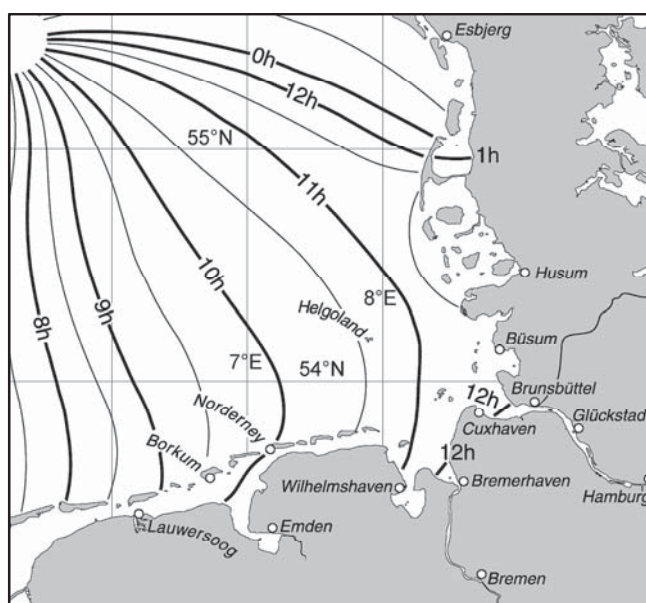 Esbjerg
0h
12h
55°N
1h
11h
Husum
10h
8°E
Helgoland
9h
8h
Büsum
7°E
54°N
Brunsbüttel
12h
Norderney
Cuxhaven
Glückstad
Borkum
12h
Wilhelmshaven
Bremerhaven
Hamburg
Lauwersoog
Emden
Bremen